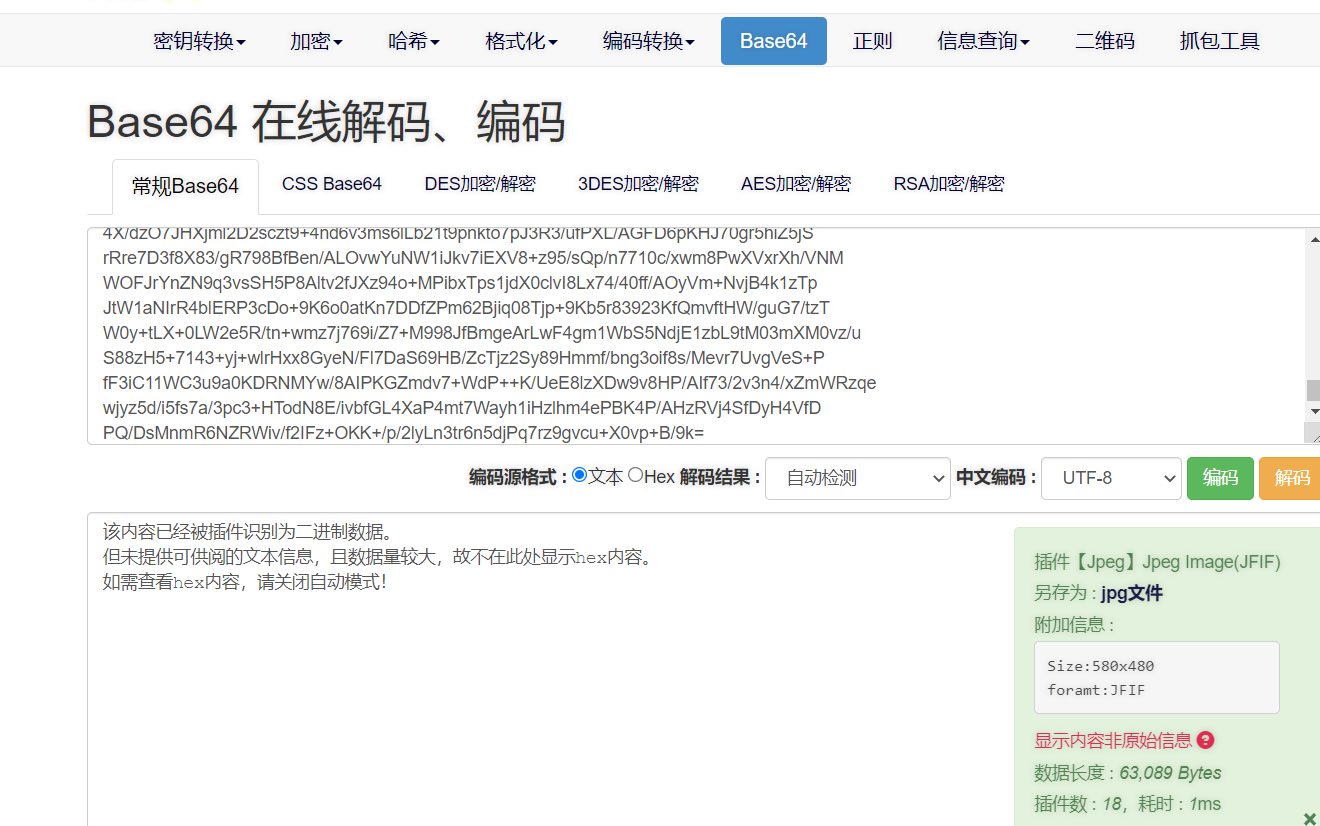 密钥转换 加密 哈希 格式化 编码转换 Base64 正则 信息查询 二维码 抓包工具
Base64 在线解码、编码
常规Base64 CSS Base64 DES加密/解密 3DES加密/解密 AES加密/解密 RSA加密/解密
rRre7D3f8X83/gR798BfBen/ALOvwYuNW1iJkv7iEXV8+z95/sQp/n7710c/xwm8PwXVxrXh/VNM
WOFJrYnZN9q3vsSH5P8Altv2fJXz94o+MPibxTps1jdX0clvI8Lx74/40ff/AOyVm+NvjB4k1zTp
JtW1aNIrR4blERP3cDo+9K6o0atKn7DDfZPm62Bjiq08Tjp+9Kb5r83923KfQmvftHW/guG7/tzT
W0y+tLX+0LW2e5R/tn+wmz7j769i/Z7+M998JfBmgeArLwF4gm1WbS5NdjE1zbL9tM03mXM0vz/u
S88zH5+7143+yj+wlrHxx8GyeN/Fl7DaS69HB/ZcTjz2Sy89Hmmf/bng3oif8s/Mevr7UvgVeS+P
fF3iC11WC3u9a0KDRNMYw/8AIPKGZmdv7+WdP++K/UeE8lzXDw9v8HP/AIf73/2v3n4/xZmWRzqe
wjyz5d/i5fs7a/3pc3+HTodN8E/ivbfGL4XaP4mt7Wayh1iHzlhm4ePBK4P/AHzRVj4SfDyH4VfD
PQ/DsMnmR6NZRWiv/f2IFz+OKK+/p/2lyLn3tr6n5djPq7rz9gvcu+X0vp+B/9k=
编码源格式 : 文本 Hex 解码结果 : 自动检测 中文编码 : UTF-8 编码 解码
该内容已经被插件识别为二进制数据。
但未提供可供阅的文本信息，且数据量较大，故不在此处显示hex内容。
如需查看hex内容，请关闭自动模式！
插件【Jpeg】Jpeg Image(JFIF)
另存为 : jpg文件
附加信息 :
Size:580x480
foramt:JFIF
显示内容非原始信息
数据长度 : 63,089 Bytes
插件数 : 18，耗时 : 1ms